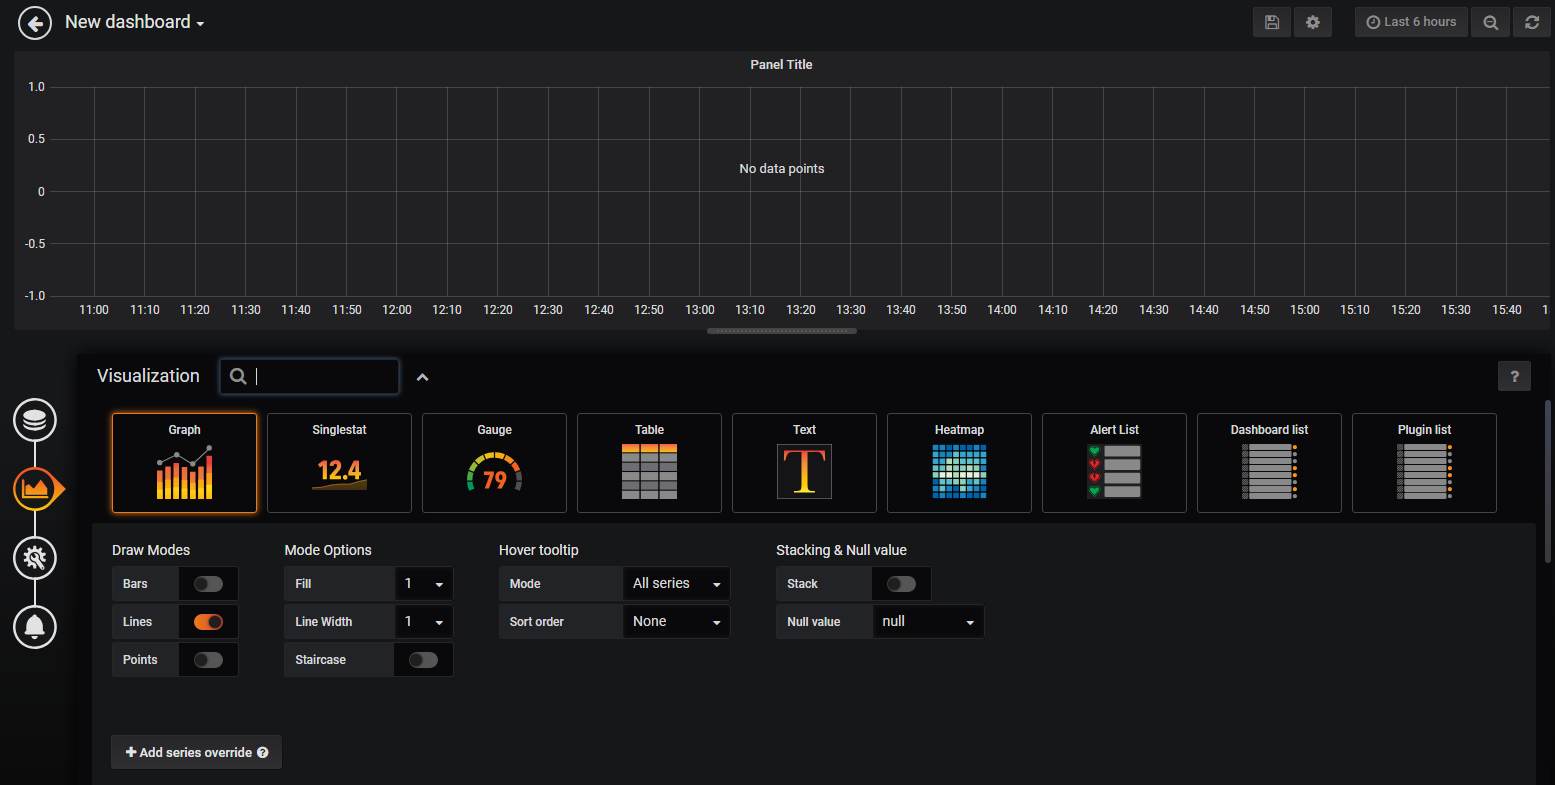 New dashboard
Last 6 hours
Panel Title
1.0
0.5
No data points
0
-0.5
-1.0
11:00 11:10 11:20 11:30 11:40 11:50 12:00 12:10 12:20 12:30 12:40 12:50 13:00 13:10 13:20 13:30 13:40 13:50 14:00 14:10 14:20 14:30 14:40 14:50 15:00 15:10 15:20 15:30 15:40
Visualization
?
Graph Singlestat Gauge Table Text Heatmap Alert List Dashboard list Plugin list
12.4 79 T
Draw Modes Mode Options Hover tooltip Stacking & Null value
Bars Fill 1 Mode All series Stack
Lines Line Width 1 Sort order None Null value null
Points Staircase
+ Add series override ?